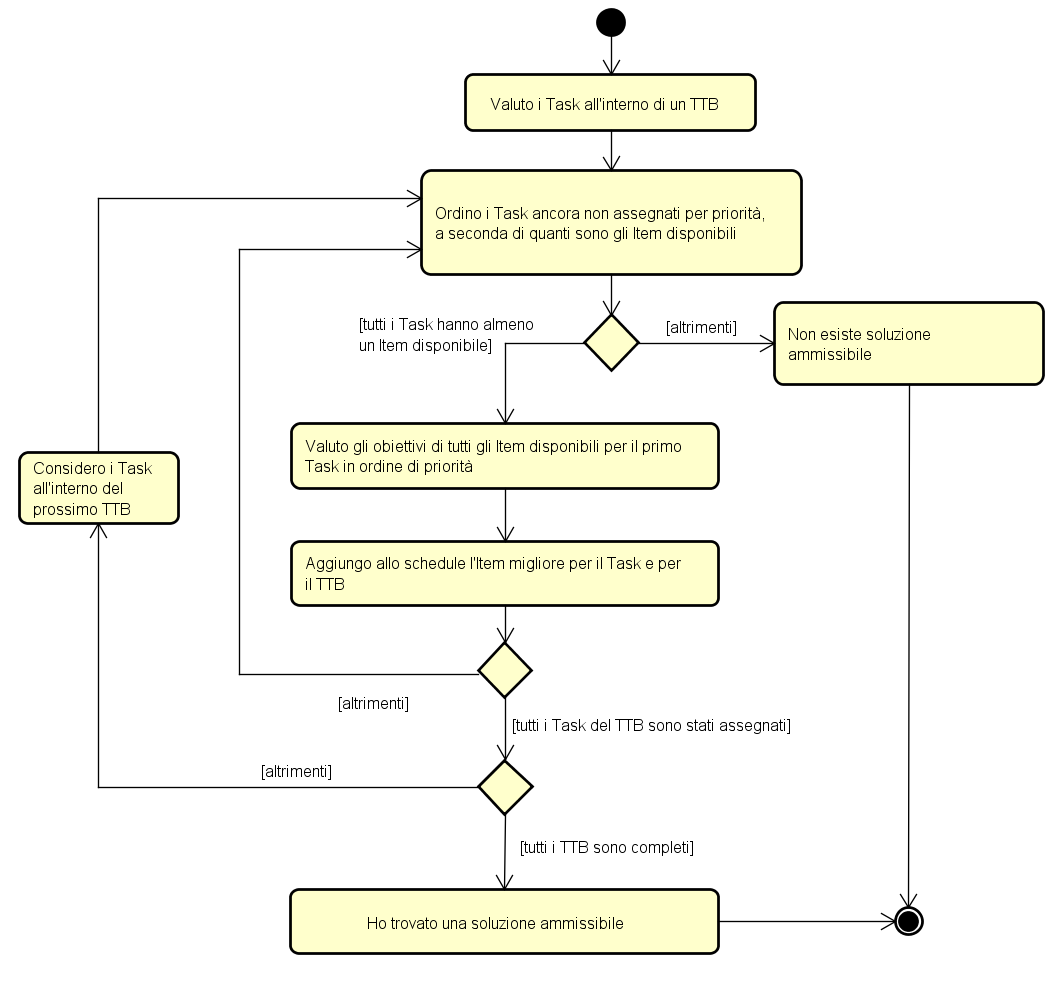 Valuto i Task all'interno di un TTB
Ordino i Task ancora non assegnati per priorità,
a seconda di quanti sono gli Item disponibili
[tutti i Task hanno almeno
un Item disponibile]
[altrimenti]
Non esiste soluzione
ammissibile
Valuto gli obiettivi di tutti gli Item disponibili per il primo
Task in ordine di priorità
Considero i Task
all'interno del
prossimo TTB
Aggiungo allo schedule l'Item migliore per il Task e per
il TTB
[altrimenti]
[tutti i Task del TTB sono stati assegnati]
[altrimenti]
[tutti i TTB sono completi]
Ho trovato una soluzione ammissibile